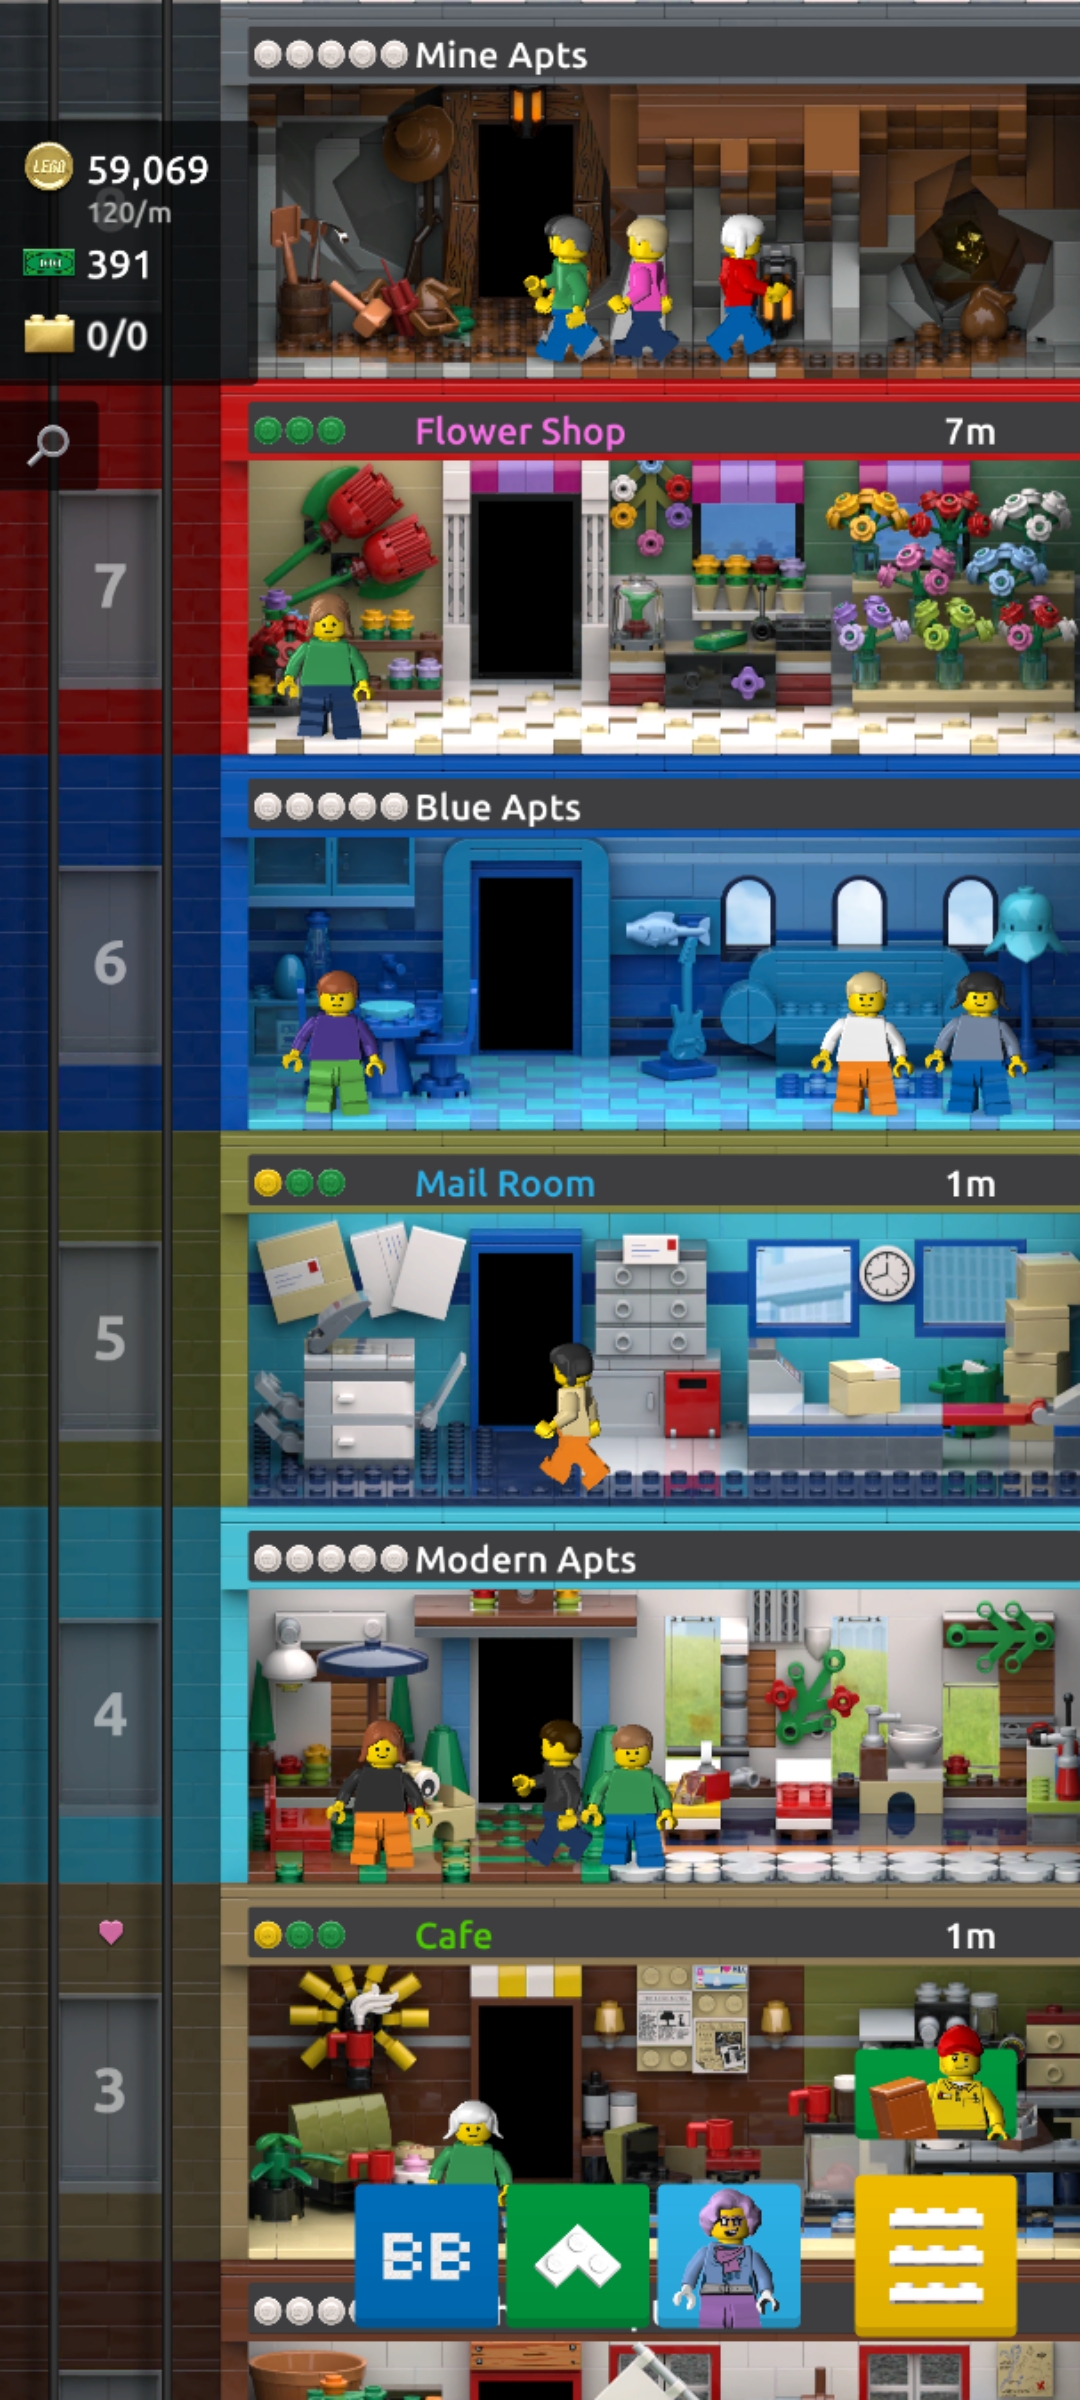 Mine Apts
LEGO 59,069
120/m
391
0/0
Flower Shop 7m
7
Blue Apts
6
Mail Room 1m
5
Modern Apts
4
Cafe 1m
3
BB